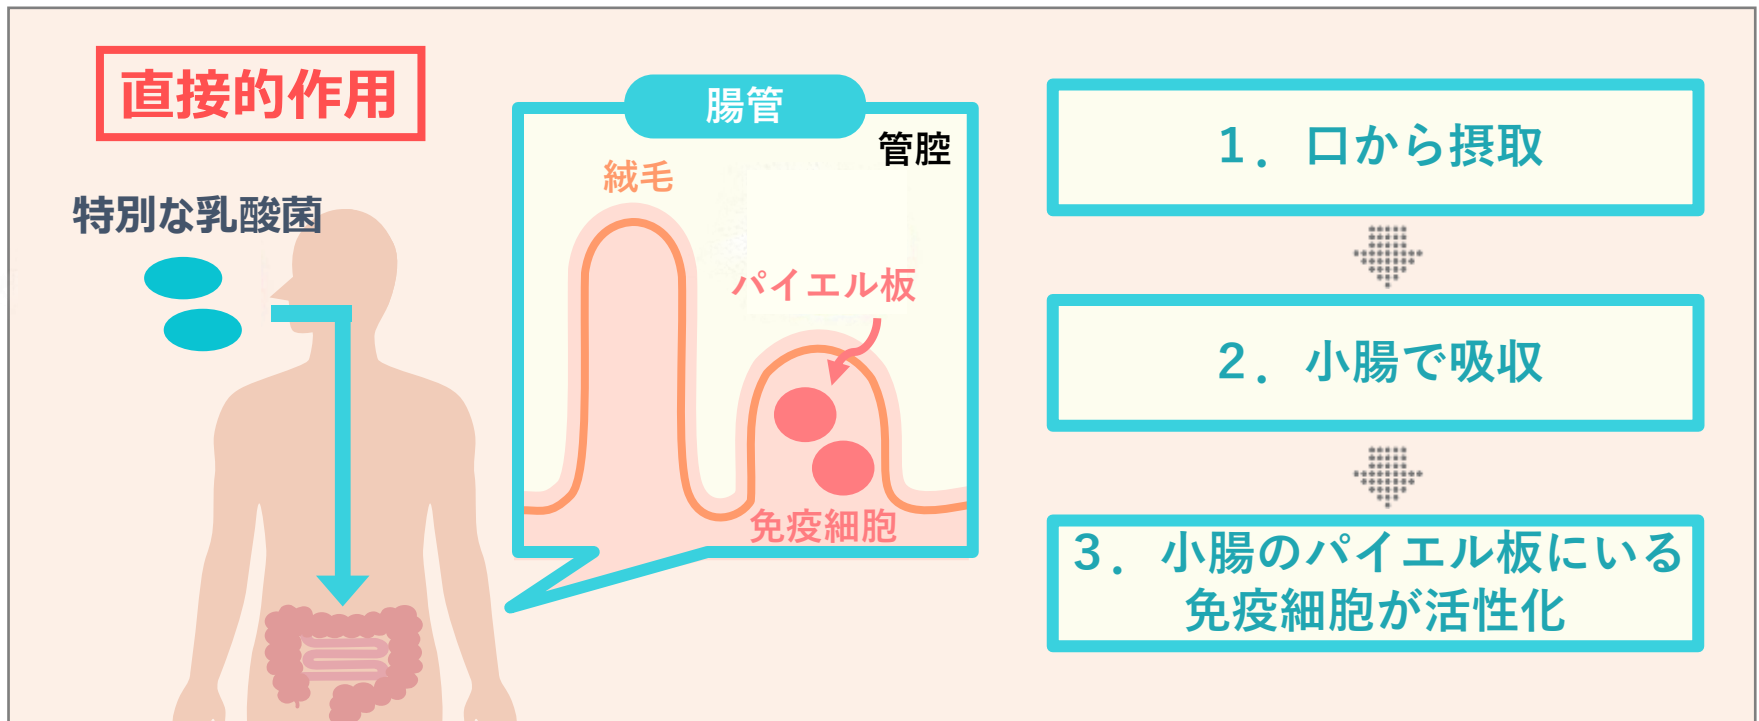 直接的作用
特別な乳酸菌
腸管
管腔
絨毛
パイエル板
免疫細胞
1．口から摂取
2．小腸で吸収
3．小腸のパイエル板にいる
免疫細胞が活性化